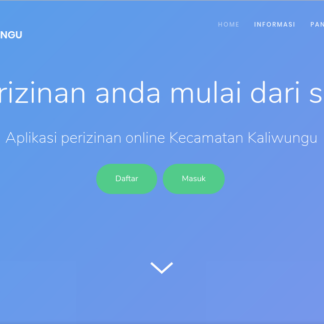 HOME INFORMASI PAN
NGU
rizinan anda mulai dari s
Aplikasi perizinan online Kecamatan Kaliwungu
Daftar Masuk